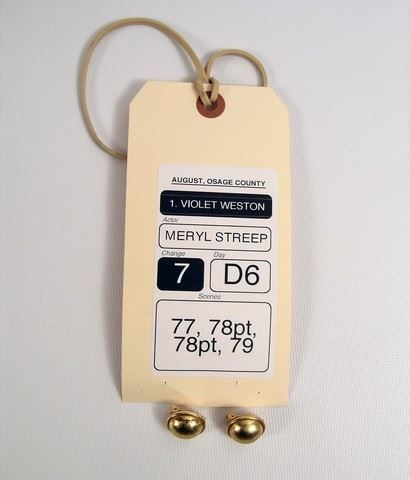 AUGUST, OSAGE COUNTY
1. VIOLET WESTON
Actor
MERYL STREEP
Change Day
7 D6
Scenes
77, 78pt,
78pt, 79